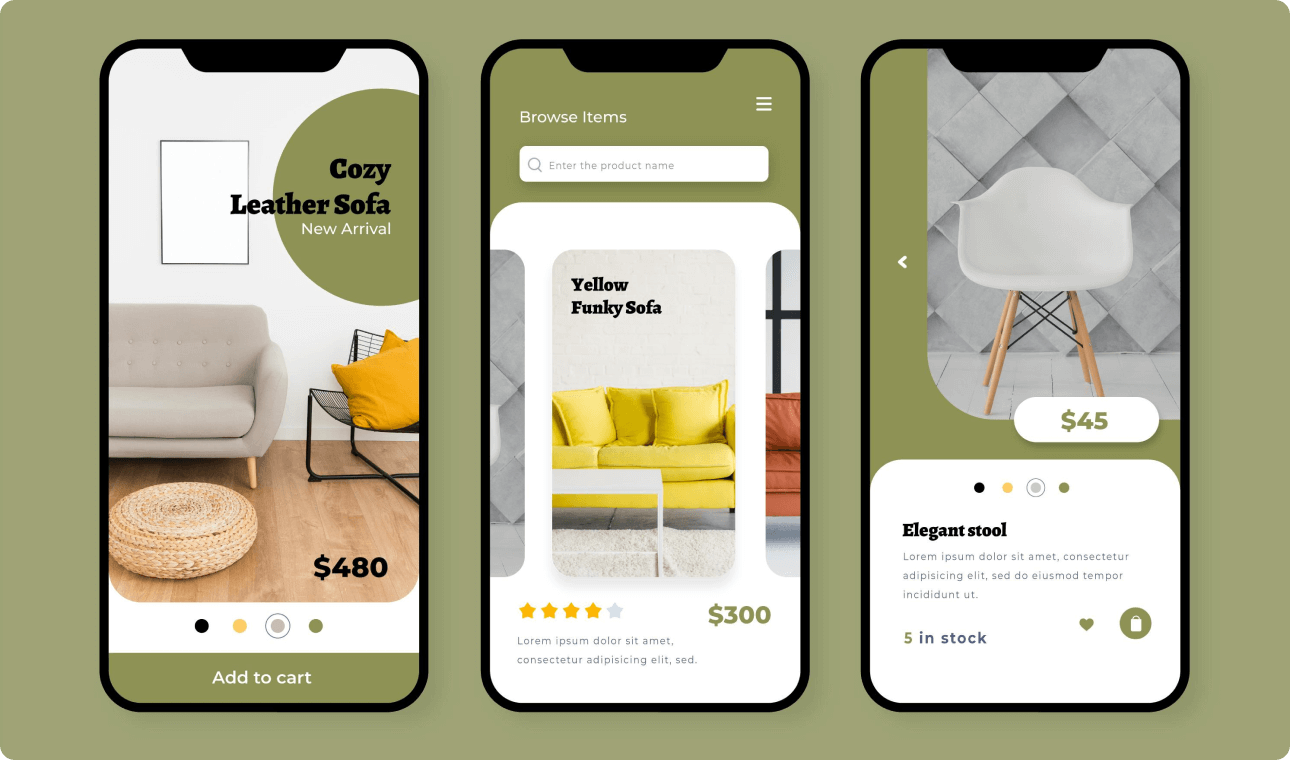 Cozy
Leather Sofa
New Arrival
$480
Add to cart
Browse Items
Enter the product name
Yellow
Funky Sofa
$300
Lorem ipsum dolor sit amet,
consectetur adipisicing elit, sed.
$45
Elegant stool
Lorem ipsum dolor sit amet, consectetur
adipisicing elit, sed do eiusmod tempor
incididunt ut.
5 in stock